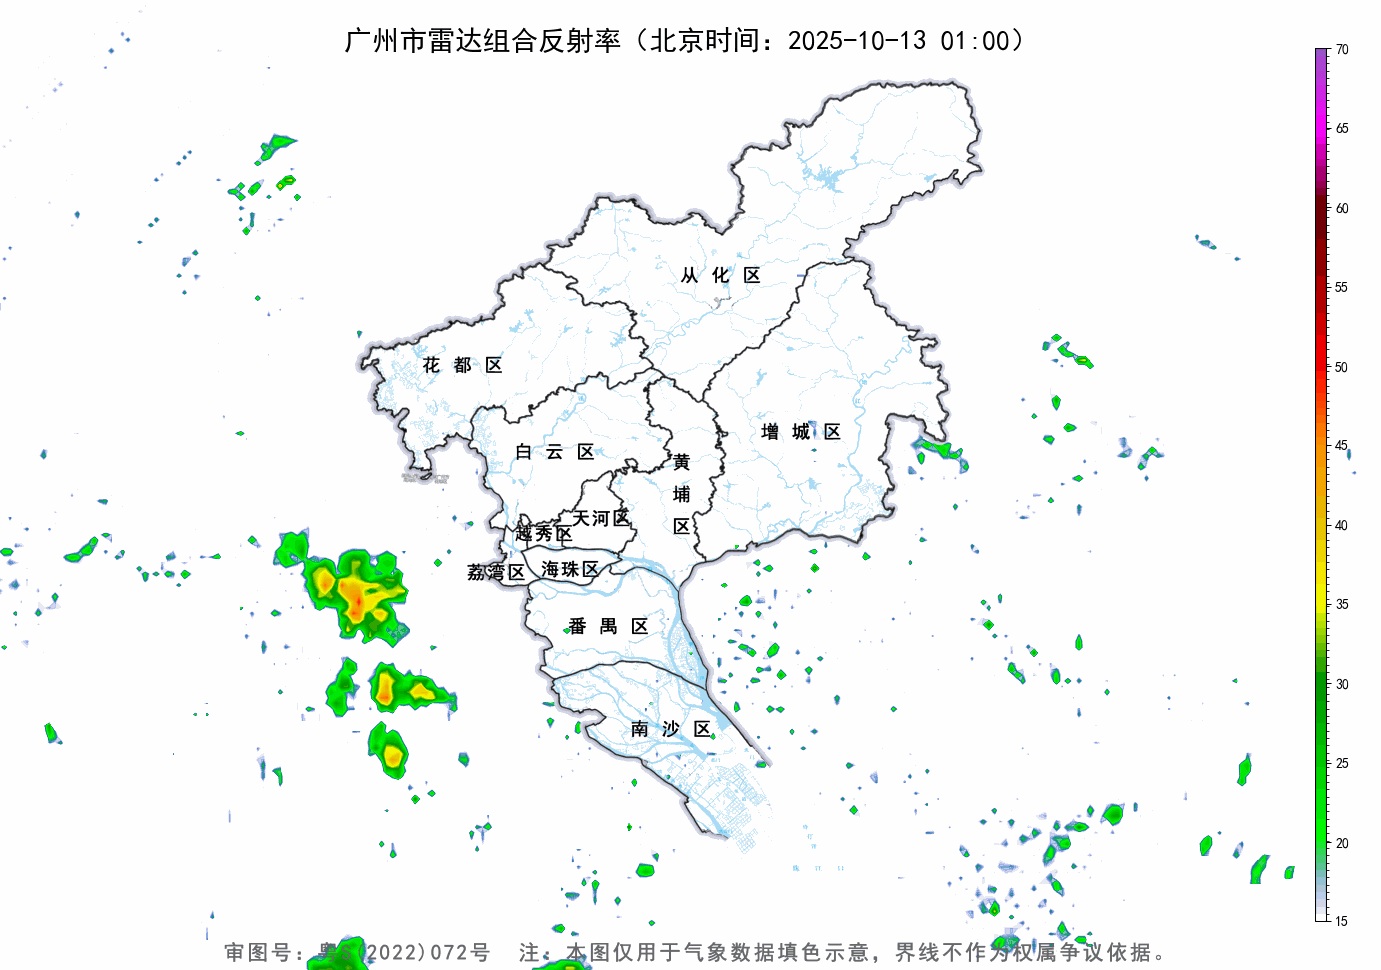 广州市雷达组合反射率（北京时间：2025-10-13 01:00）
70
65
60
55
50
45
40
35
30
25
20
15
从化区
花都区
增城区
白云区
黄埔区
天河区
越秀区
荔湾区
海珠区
番禺区
南沙区
审图号：粤S(2022)072号 注：本图仅用于气象数据填色示意，界线不作为权属争议依据。